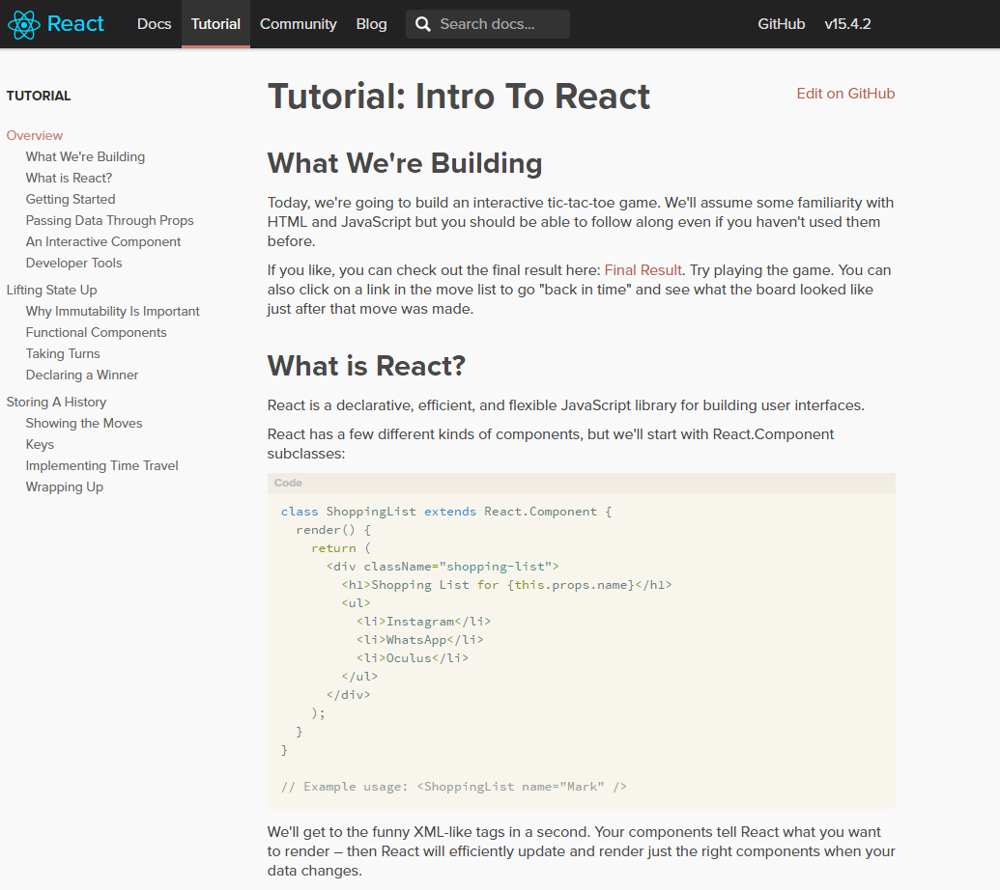 React Docs Tutorial Community Blog Search docs... GitHub v15.4.2
TUTORIAL
Overview
What We're Building
What is React?
Getting Started
Passing Data Through Props
An Interactive Component
Developer Tools
Lifting State Up
Why Immutability Is Important
Functional Components
Taking Turns
Declaring a Winner
Storing A History
Showing the Moves
Keys
Implementing Time Travel
Wrapping Up
Tutorial: Intro To React
Edit on GitHub
What We're Building
Today, we're going to build an interactive tic-tac-toe game. We'll assume some familiarity with
HTML and JavaScript but you should be able to follow along even if you haven't used them
before.
If you like, you can check out the final result here: Final Result. Try playing the game. You can
also click on a link in the move list to go "back in time" and see what the board looked like
just after that move was made.
What is React?
React is a declarative, efficient, and flexible JavaScript library for building user interfaces.
React has a few different kinds of components, but we'll start with React.Component
subclasses:
Code
class ShoppingList extends React.Component {
  render() {
    return (
      <div className="shopping-list">
        <h1>Shopping List for {this.props.name}</h1>
        <ul>
          <li>Instagram</li>
          <li>WhatsApp</li>
          <li>Oculus</li>
        </ul>
      </div>
    );
  }
}
// Example usage: <ShoppingList name="Mark" />
We'll get to the funny XML-like tags in a second. Your components tell React what you want
to render – then React will efficiently update and render just the right components when your
data changes.